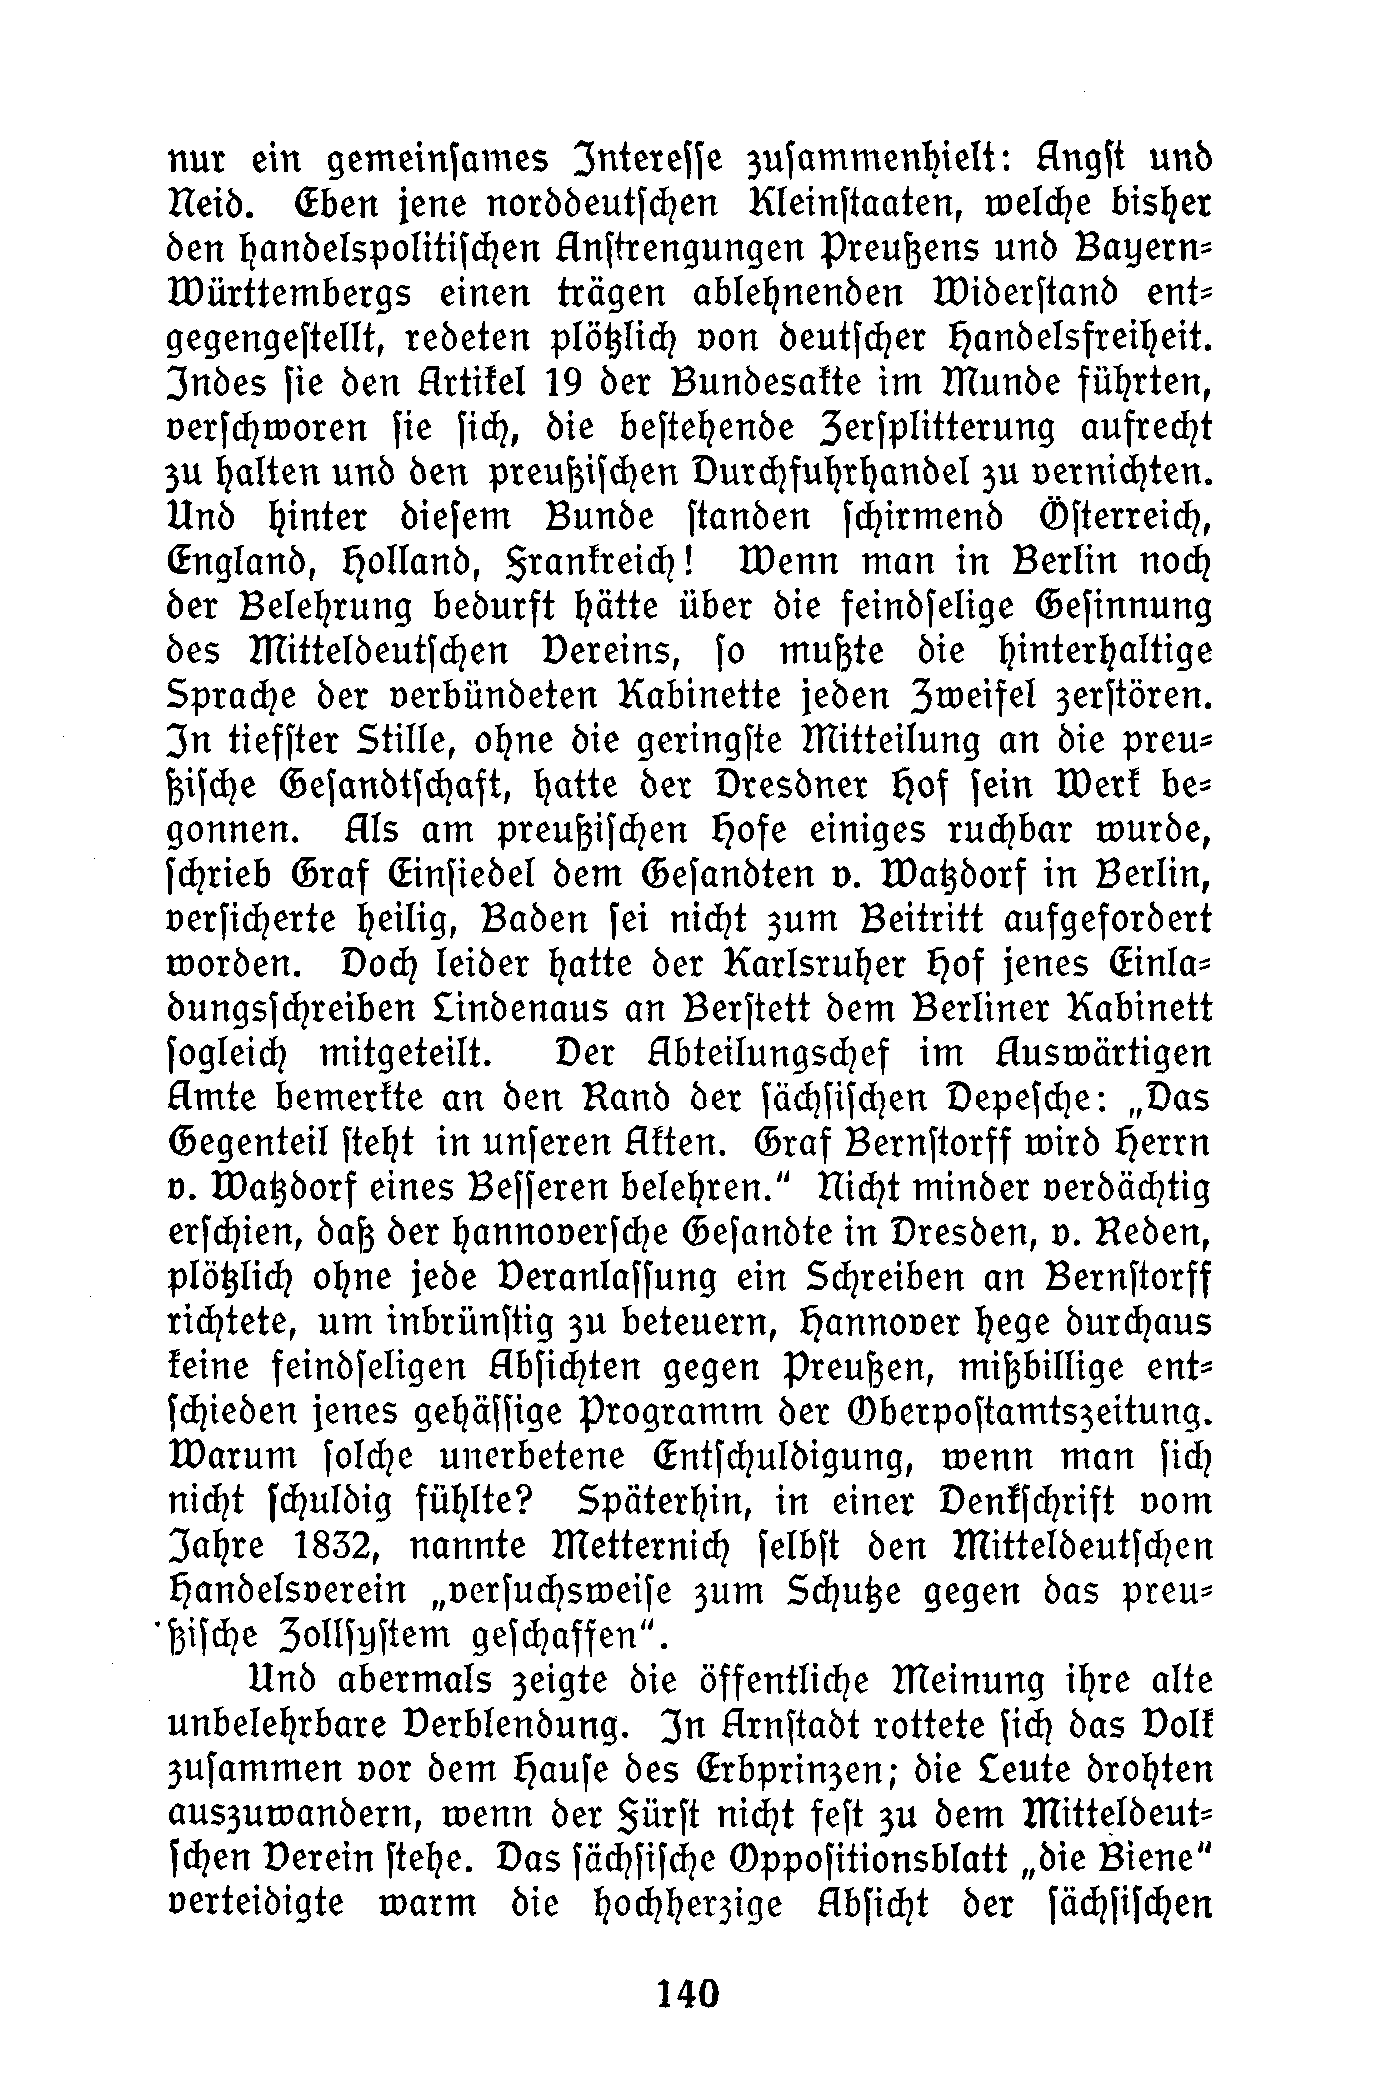 nur ein gemeinſames Intereſſe zuſammenhielt: Angſt und
Neid. Eben jene norddeutſchen Kleinſtaaten, welche bisher
den handelspolitiſchen Anſtrengungen Preußens und Bayern⸗
Württembergs einen trägen ablehnenden Widerſtand ent⸗
gegengeſtellt, redeten plötzlich von deutſcher Handelsfreiheit.
Indes ſie den Artikel 19 der Bundesakte im Munde führten,
verſchworen ſie ſich, die beſtehende Zerſplitterung aufrecht
zu halten und den preußiſchen Durchfuhrhandel zu vernichten.
Und hinter dieſem Bunde ſtanden ſchirmend Öſterreich,
England, Holland, Frankreich! Wenn man in Berlin noch
der Belehrung bedurft hätte über die feindſelige Geſinnung
des Mitteldeutſchen Vereins, ſo mußte die hinterhaltige
Sprache der verbündeten Kabinette jeden Zweifel zerſtören.
In tiefſter Stille, ohne die geringſte Mitteilung an die preu⸗
ßiſche Geſandtſchaft, hatte der Dresdner Hof ſein Werk be⸗
gonnen. Als am preußiſchen Hofe einiges ruchbar wurde,
ſchrieb Graf Einſiedel dem Geſandten v. Watzdorf in Berlin,
verſicherte heilig, Baden ſei nicht zum Beitritt aufgefordert
worden. Doch leider hatte der Karlsruher Hof jenes Einla⸗
dungsſchreiben Lindenaus an Berſtett dem Berliner Kabinett
ſogleich mitgeteilt. Der Abteilungschef im Auswärtigen
Amte bemerkte an den Rand der ſächſiſchen Depeſche: „Das
Gegenteil ſteht in unſeren Akten. Graf Bernſtorff wird Herrn
v. Watzdorf eines Beſſeren belehren.“ Nicht minder verdächtig
erſchien, daß der hannoverſche Geſandte in Dresden, v. Reden,
plötzlich ohne jede Veranlaſſung ein Schreiben an Bernſtorff
richtete, um inbrünſtig zu beteuern, Hannover hege durchaus
keine feindſeligen Abſichten gegen Preußen, mißbillige ent⸗
ſchieden jenes gehäſſige Programm der Oberpoſtamtszeitung.
Warum ſolche unerbetene Entſchuldigung, wenn man ſich
nicht ſchuldig fühlte? Späterhin, in einer Denkſchrift vom
Jahre 1832, nannte Metternich ſelbſt den Mitteldeutſchen
Handelsverein „verſuchsweiſe zum Schutze gegen das preu⸗
ßiſche Zollſyſtem geſchaffen“.
Und abermals zeigte die öffentliche Meinung ihre alte
unbelehrbare Verblendung. In Arnſtadt rottete ſich das Volk
zuſammen vor dem Hauſe des Erbprinzen; die Leute drohten
auszuwandern, wenn der Fürſt nicht feſt zu dem Mitteldeut⸗
ſchen Verein ſtehe. Das ſächſiſche Oppoſitionsblatt „die Biene“
verteidigte warm die hochherzige Abſicht der ſächſiſchen
140